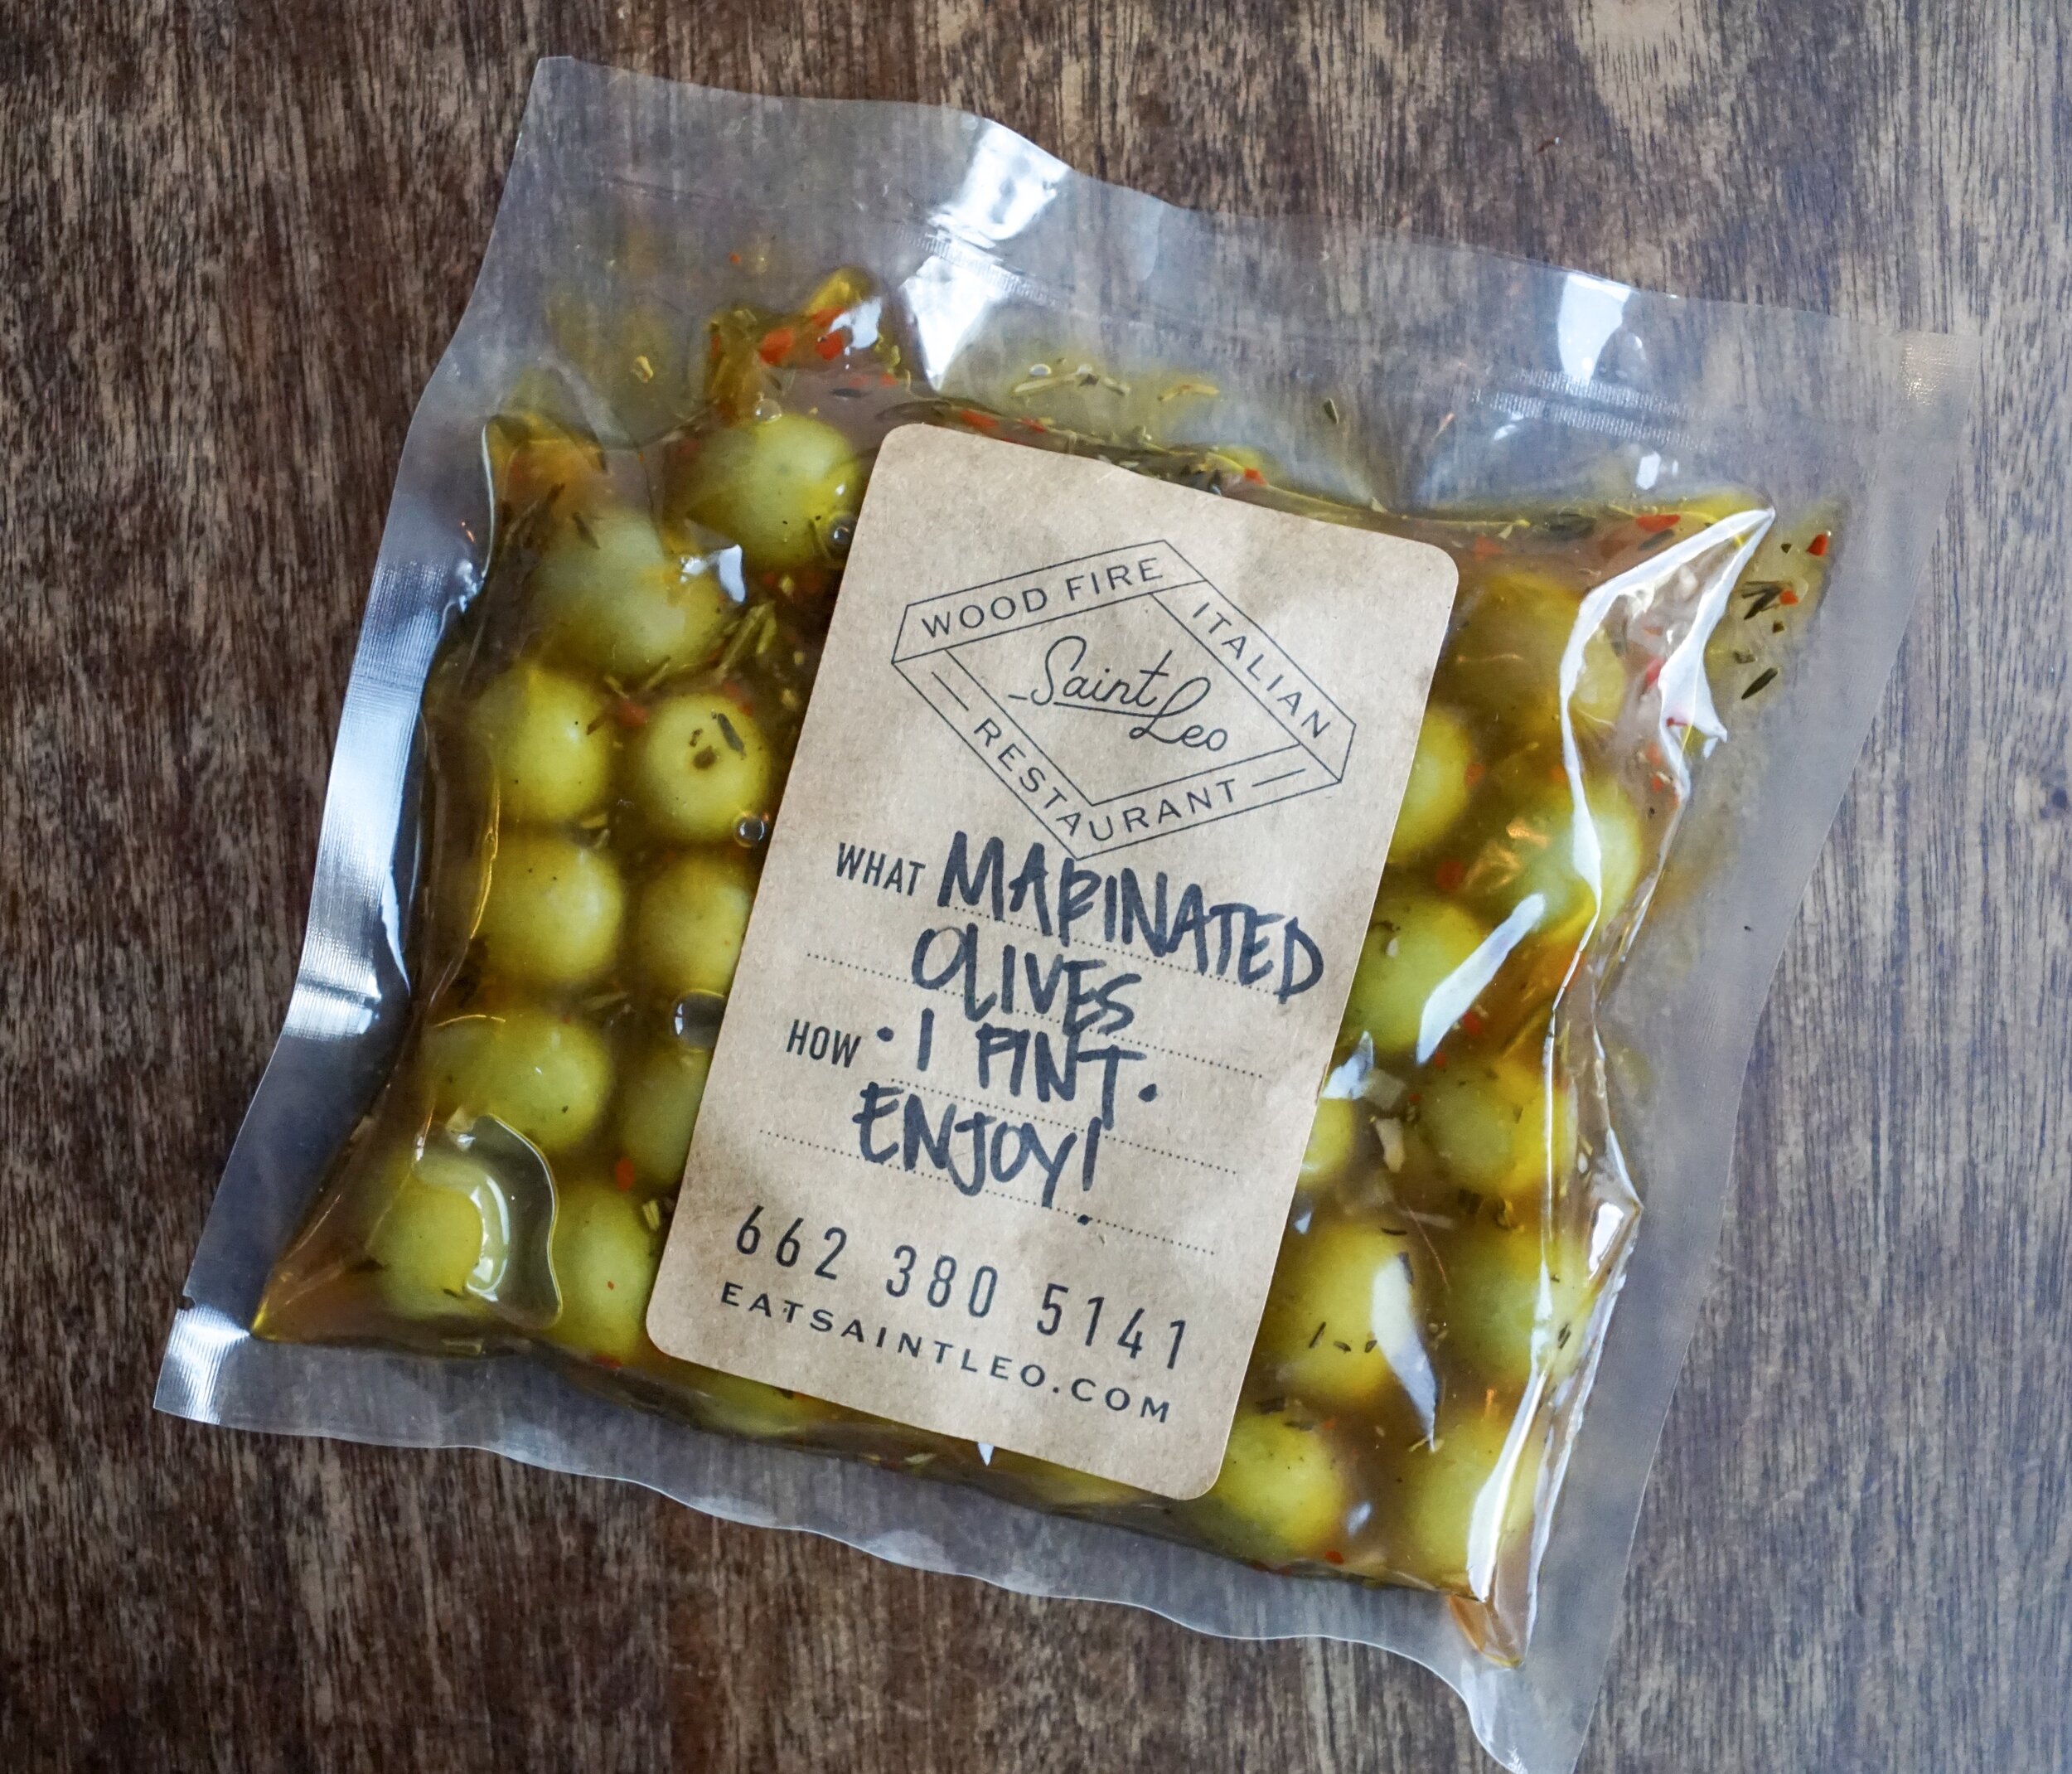 WOOD FIRE
ITALIAN
Saint Leo
RESTAURANT
WHAT MARINATED
OLIVES
HOW • 1 PINT •
ENJOY!
662 380 5141
EATSAINTLEO.COM